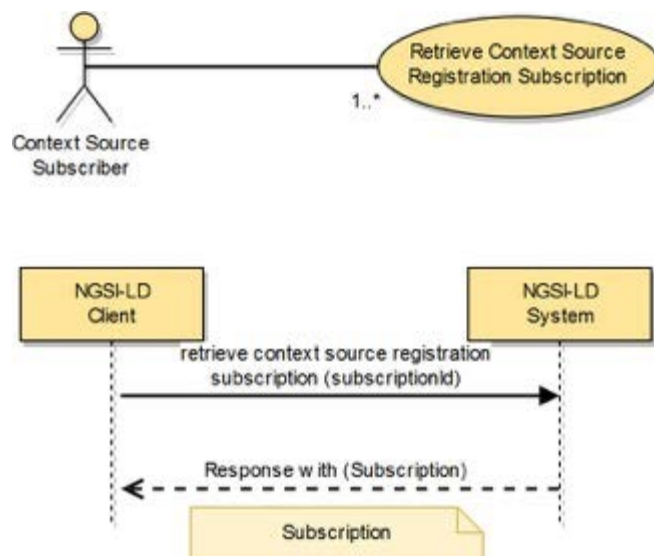 Retrieve Context Source
Registration Subscription
1..*
Context Source
Subscriber
NGSI-LD
Client
NGSI-LD
System
retrieve context source registration
subscription (subscriptionId)
Response with (Subscription)
Subscription